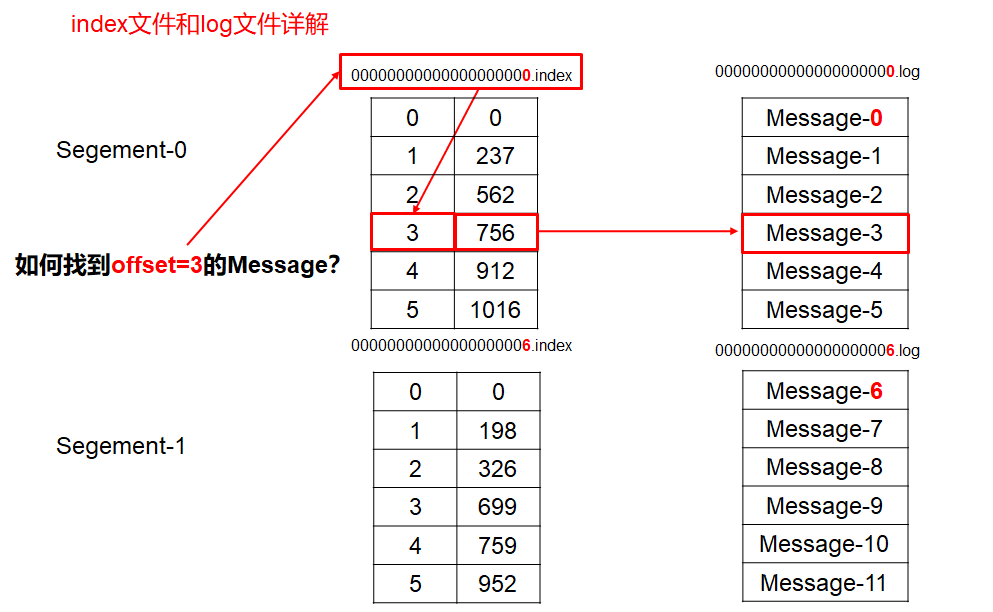 index文件和log文件详解
00000000000000000000.index
00000000000000000000.log
0 0
Message-0
Segement-0
1 237
Message-1
2 562
Message-2
3 756
Message-3
如何找到offset=3的Message?
4 912
Message-4
5 1016
Message-5
00000000000000000006.index
00000000000000000006.log
0 0
Message-6
Segement-1
1 198
Message-7
2 326
Message-8
3 699
Message-9
4 759
Message-10
5 952
Message-11